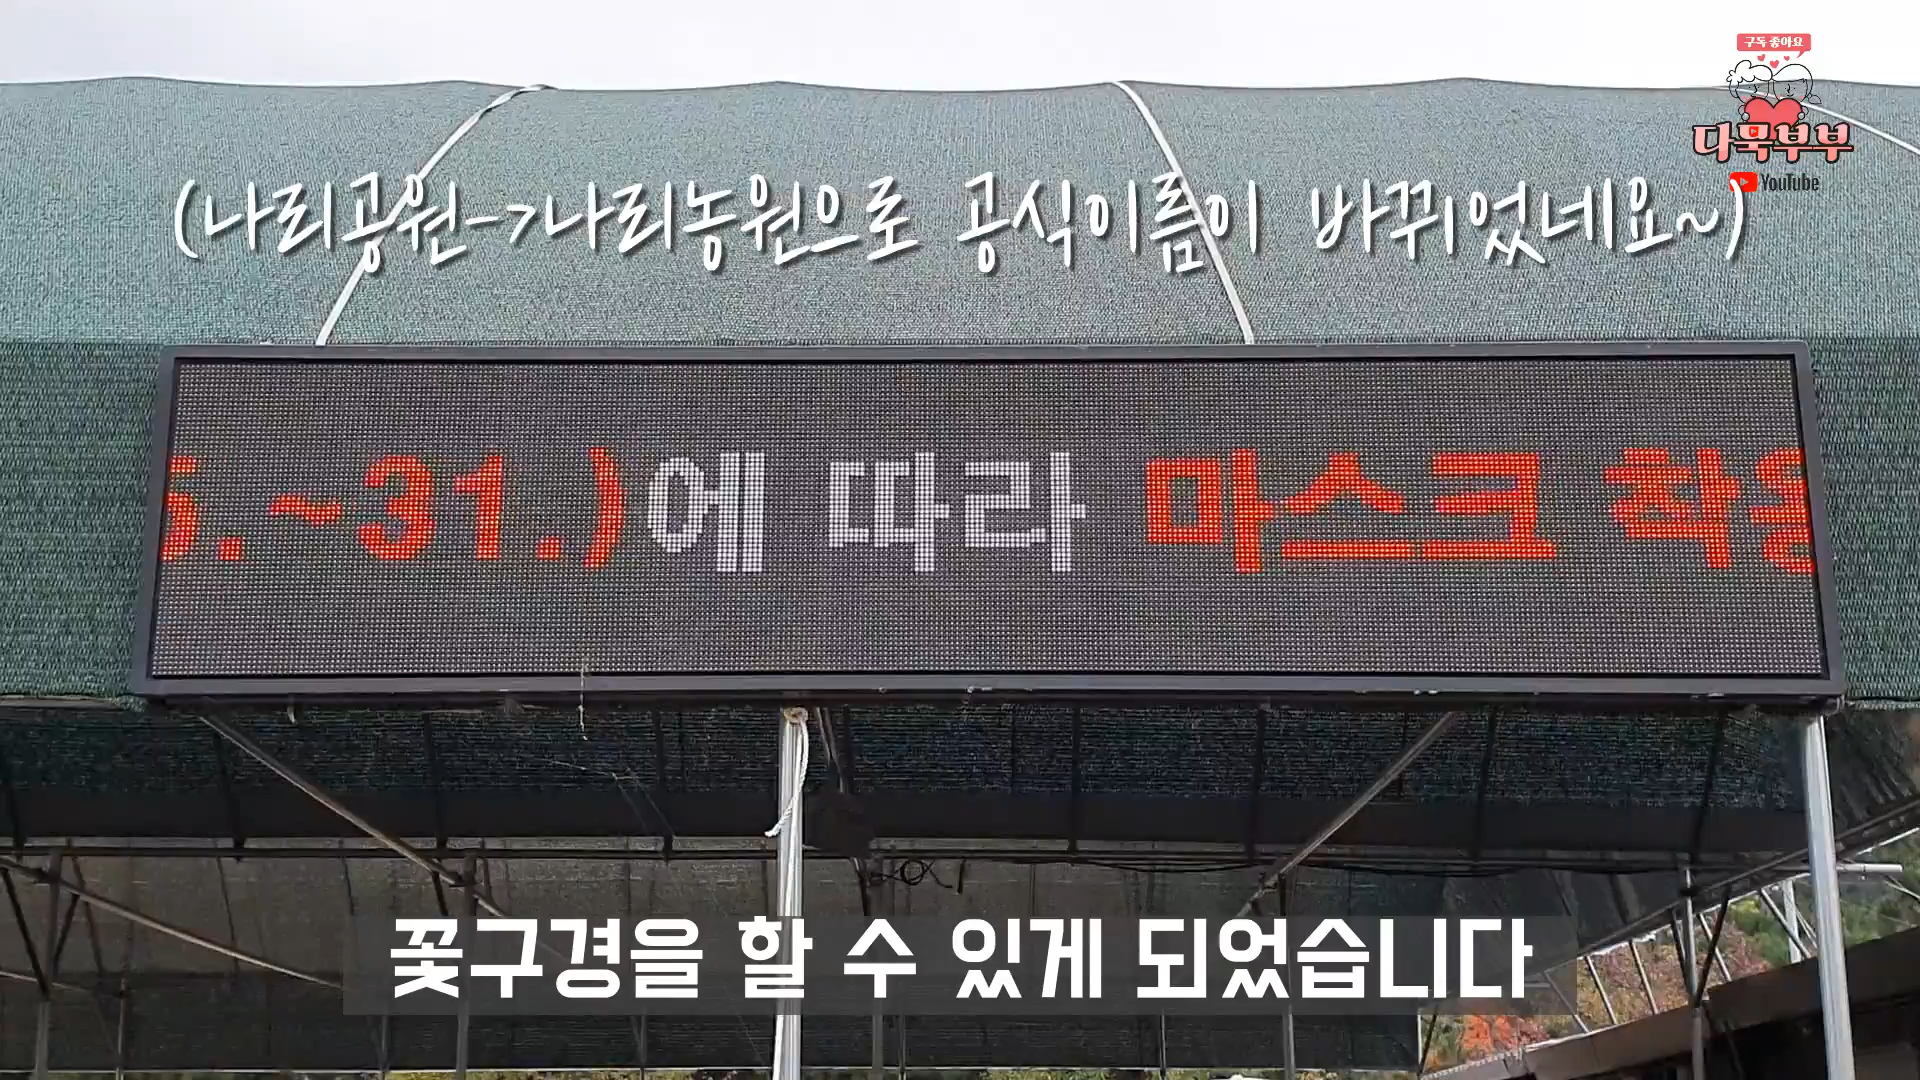 구독 좋아요
다묵부부
YouTube
(나리공원->나리농원으로 공식이름이 바뀌었네요~)
5.~31.)에 따라 마스크 착용
꽃구경을 할 수 있게 되었습니다